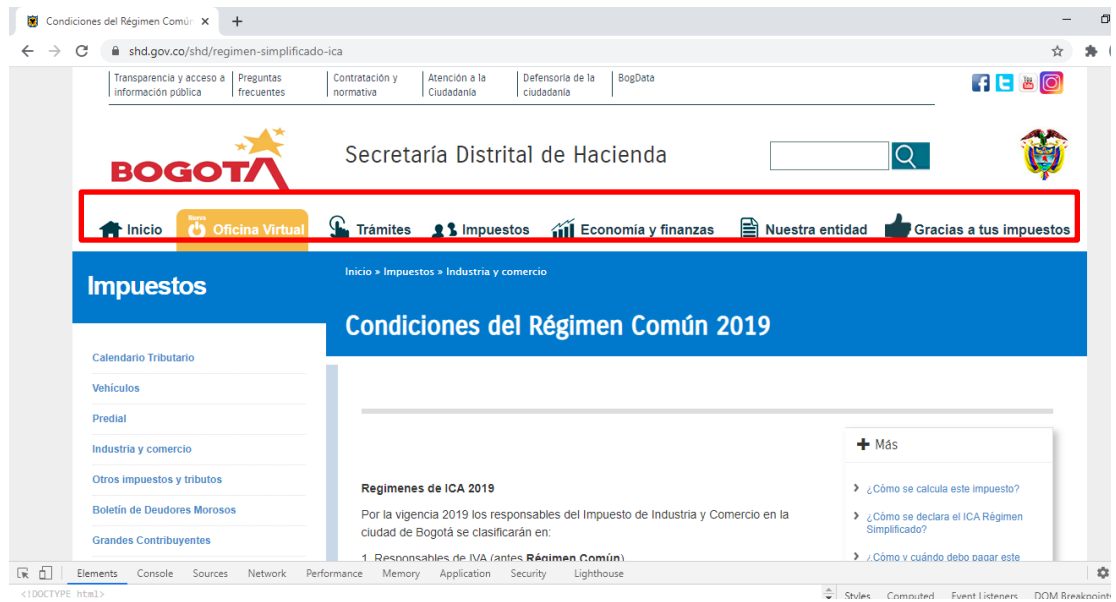 Condiciones del Régimen Común
shd.gov.co/shd/regimen-simplificado-ica
Transparencia y acceso a información pública
Preguntas frecuentes
Contratación y normativa
Atención a la Ciudadanía
Defensoría de la ciudadanía
BogData
You
BOGOTÁ
Secretaría Distrital de Hacienda
Inicio
Nueva
Oficina Virtual
Trámites
Impuestos
Economía y finanzas
Nuestra entidad
Gracias a tus impuestos
Impuestos
Inicio » Impuestos » Industria y comercio
Condiciones del Régimen Común 2019
Calendario Tributario
Vehículos
Predial
Industria y comercio
Otros impuestos y tributos
Boletín de Deudores Morosos
Grandes Contribuyentes
Regimenes de ICA 2019
Por la vigencia 2019 los responsables del Impuesto de Industria y Comercio en la
ciudad de Bogotá se clasificarán en:
1. Responsables de IVA (antes Régimen Común)
Más
¿Cómo se calcula este impuesto?
¿Cómo se declara el ICA Régimen
Simplificado?
¿Cómo y cuándo debo pagar este
Elements Console Sources Network Performance Memory Application Security Lighthouse
<!DOCTYPE html>
Styles Computed Event Listeners DOM Breakpoints